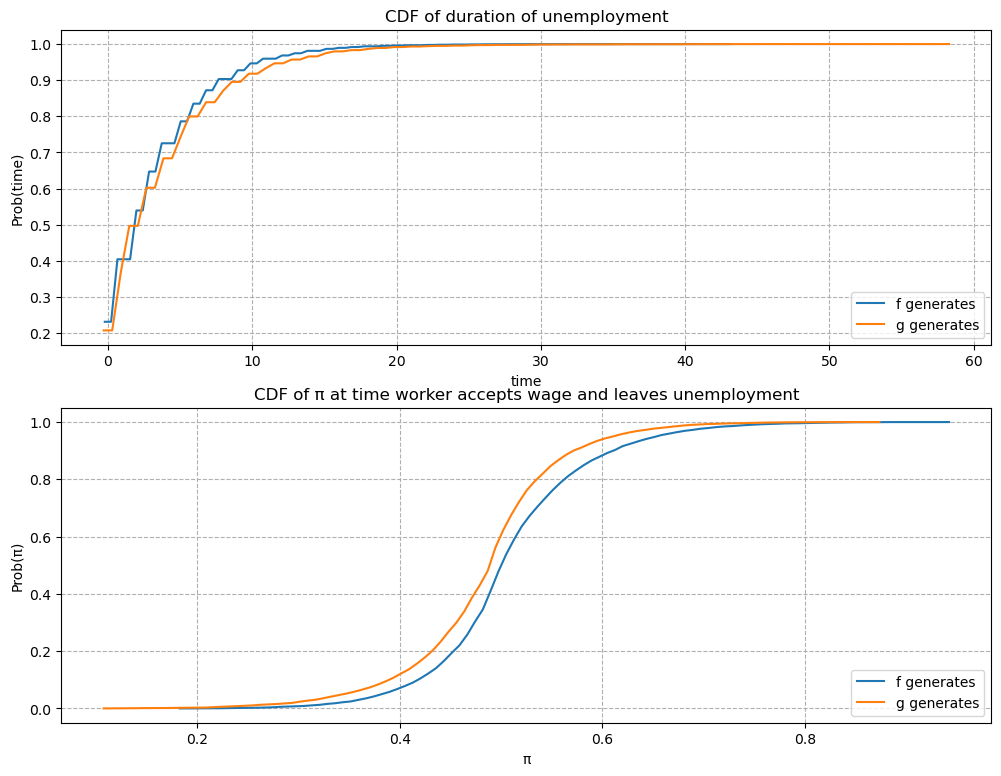 CDF of duration of unemployment
Prob(time)
1.0
0.9
0.8
0.7
0.6
0.5
0.4
0.3
0.2
f generates
g generates
0 10 20 30 40 50 60
time
CDF of π at time worker accepts wage and leaves unemployment
Prob(π)
1.0
0.8
0.6
0.4
0.2
0.0
f generates
g generates
0.2 0.4 0.6 0.8
π